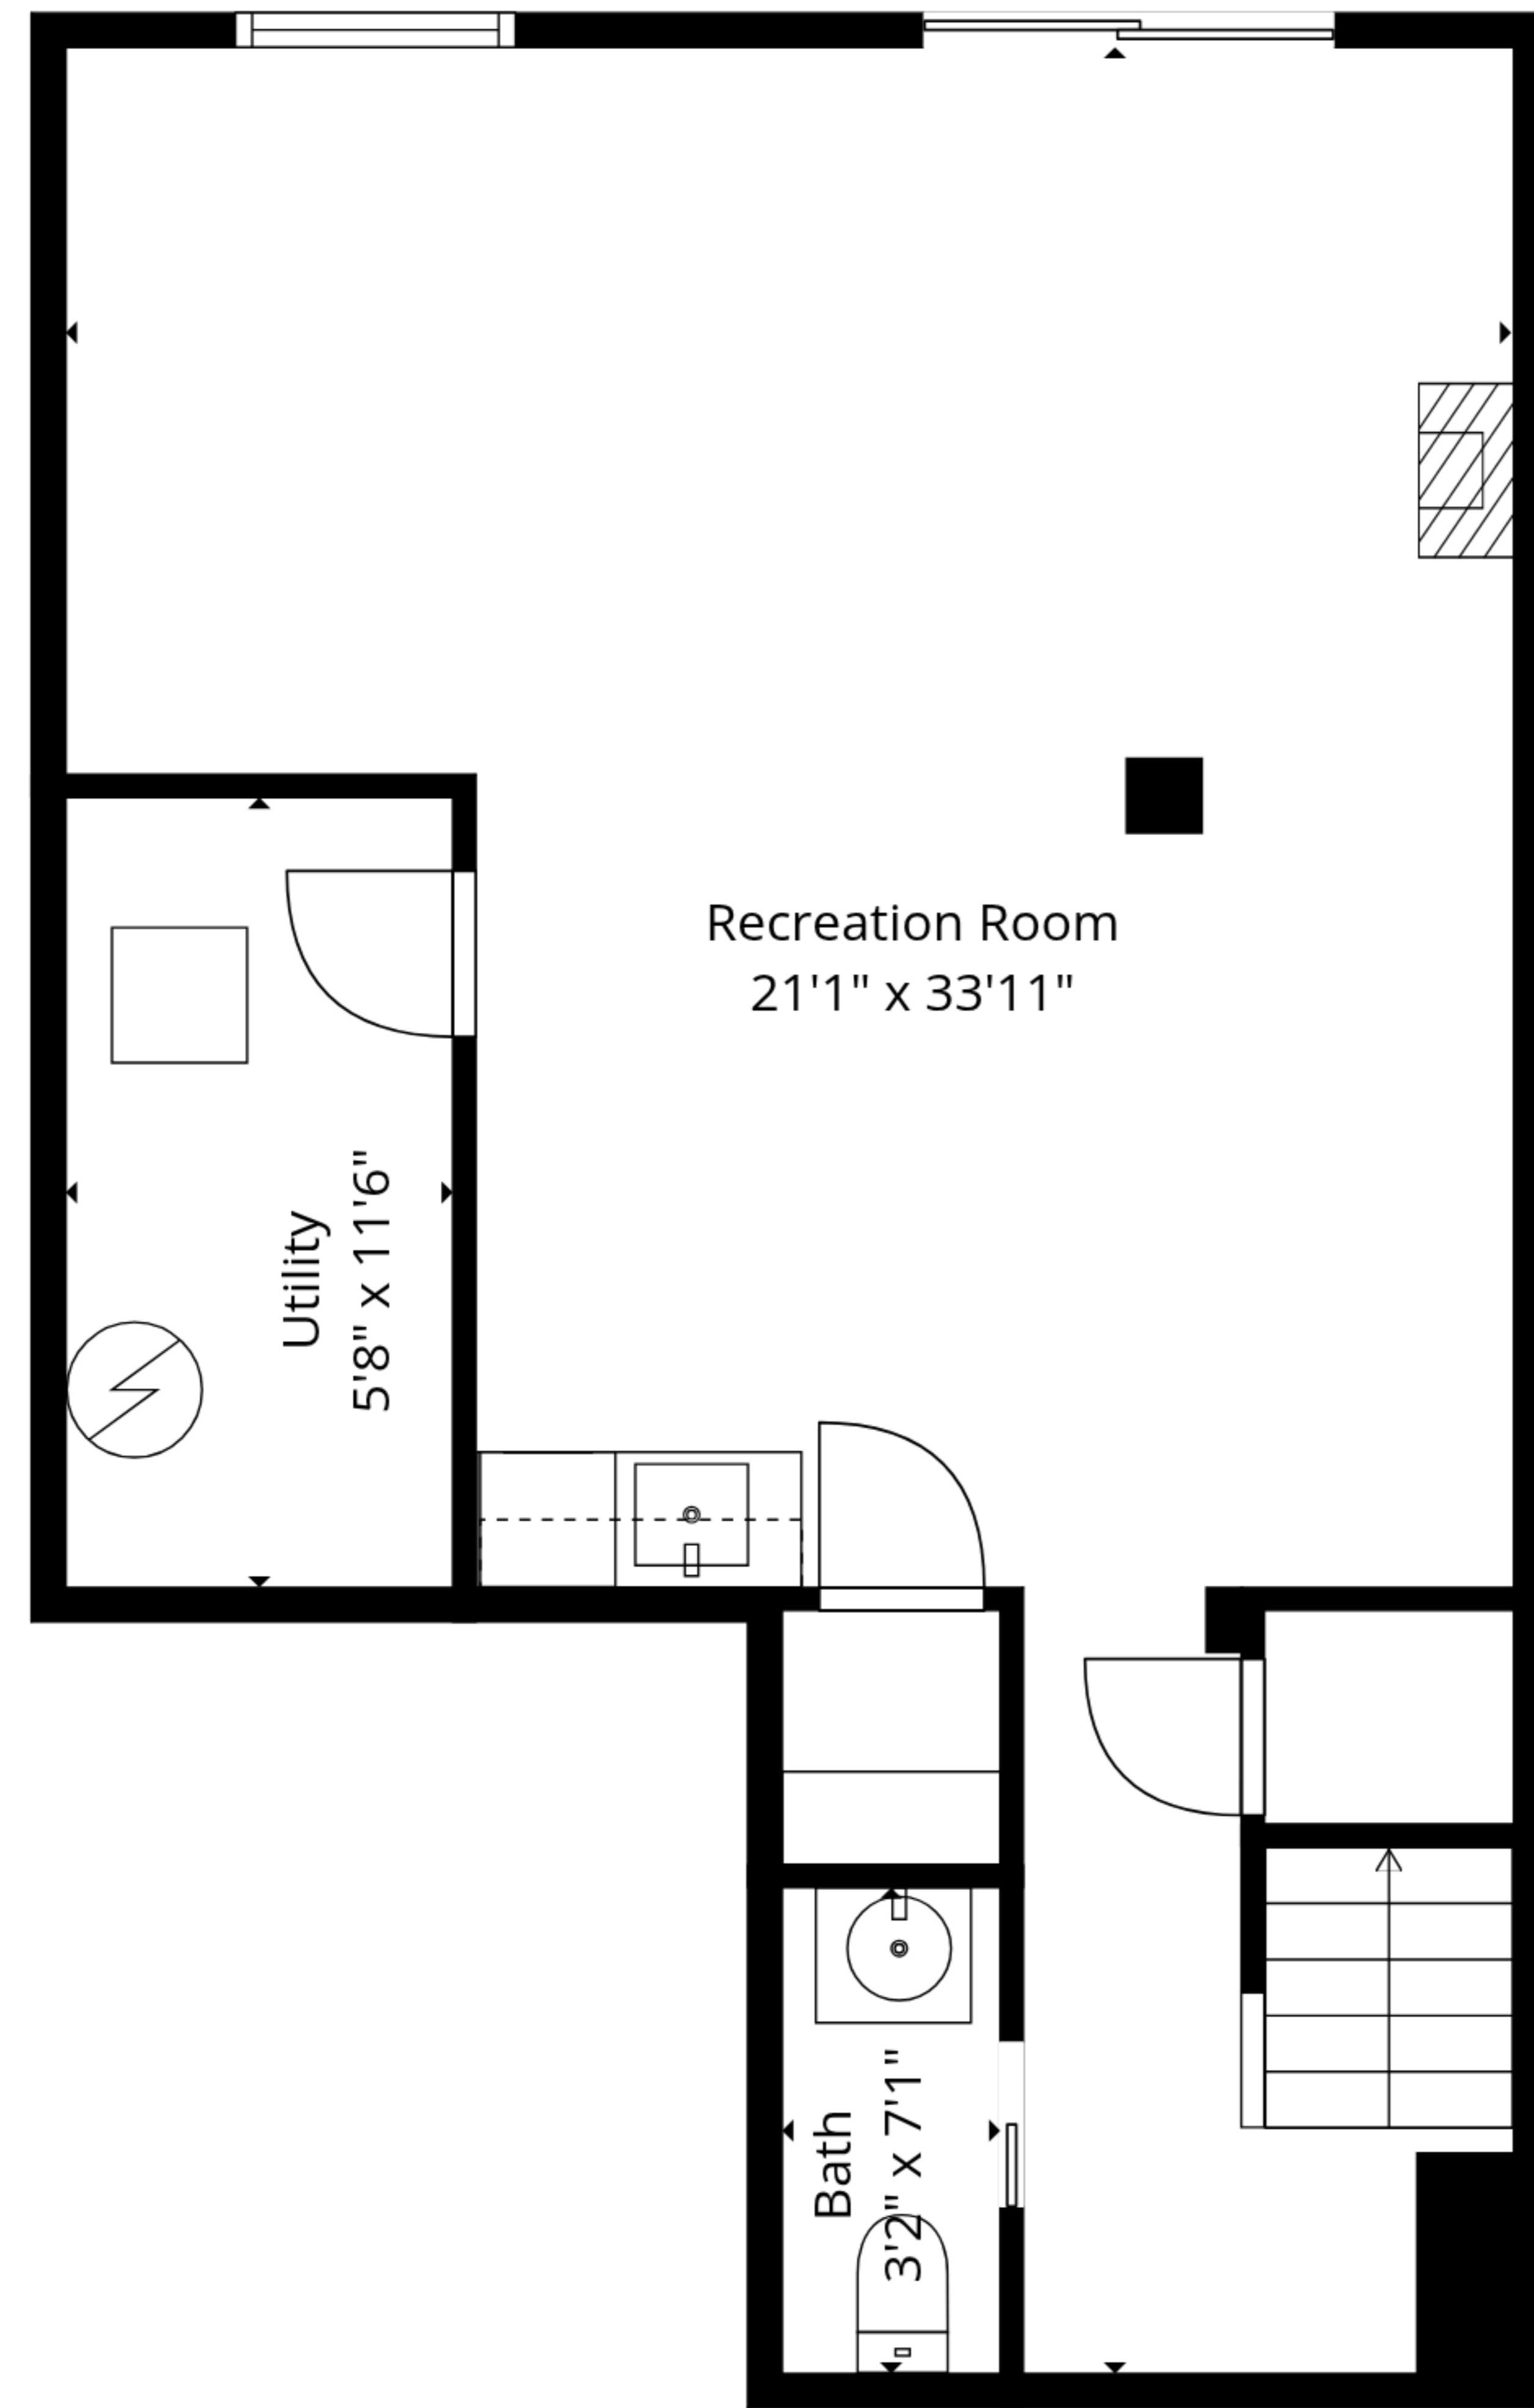 Recreation Room
21'1" x 33'11"
Utility
5'8" x 11'6"
Bath
3'2" x 7'1"